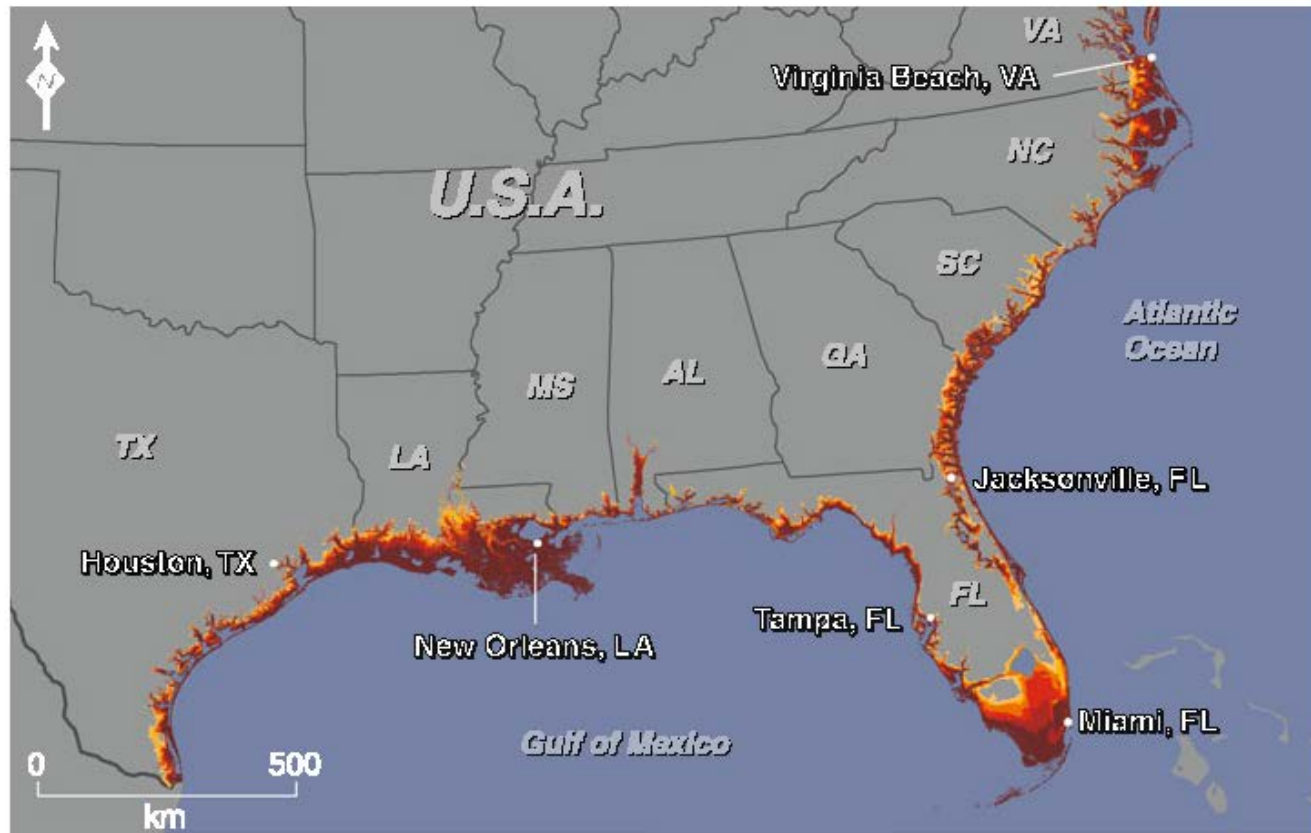 N
VA
Virginia Beach, VA
NC
U.S.A.
SC
Atlantic
Ocean
MS
AL
GA
TX
LA
Jacksonville, FL
Houston, TX
FL
Tampa, FL
New Orleans, LA
Miami, FL
Gulf of Mexico
0 500
km